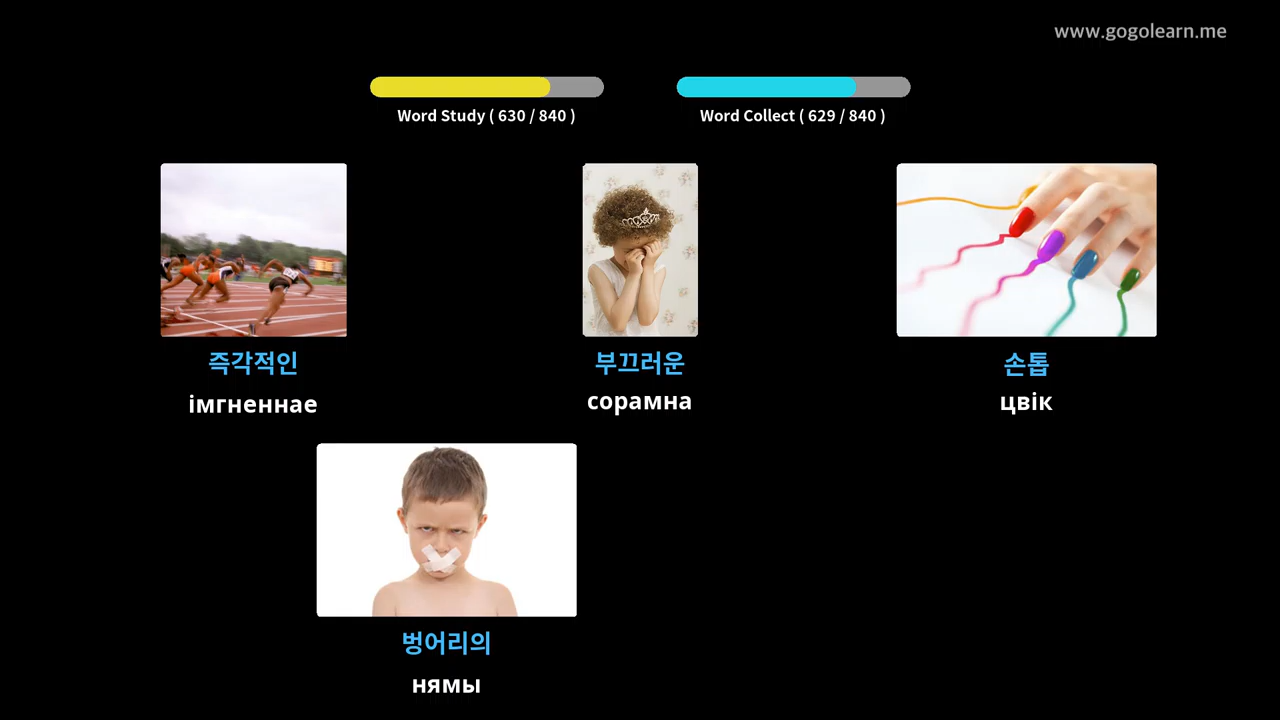 www.gogolearn.me
Word Study ( 630 / 840 )
Word Collect ( 629 / 840 )
즉각적인
імгненнае
부끄러운
сорамна
손톱
цвік
벙어리의
нямы